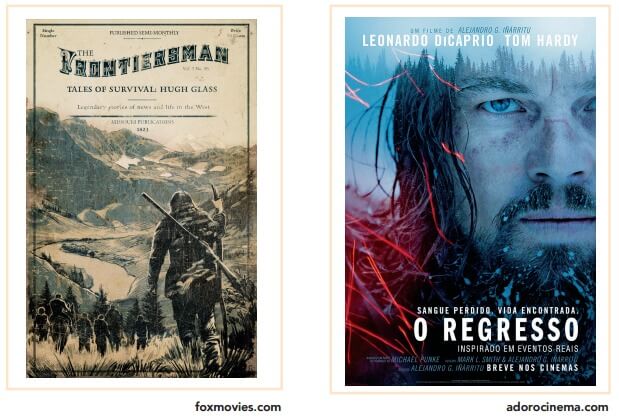 Single
Number
PUBLISHED SEMI-MONTHLY
Price
THE
FRONTIERSMAN
TALES OF SURVIVAL: HUGH GLASS
Legendary stories of news and life in the West
MISSOURI PUBLICATIONS
1823
foxmovies.com
UM FILME DE ALEJANDRO G. IÑÁRRITU
LEONARDO DiCAPRIO TOM HARDY
SANGUE PERDIDO. VIDA ENCONTRADA.
O REGRESSO
INSPIRADO EM EVENTOS REAIS
MICHAEL PUNKE MARK L. SMITH & ALEJANDRO G. IÑÁRRITU
ALEJANDRO G. IÑÁRRITU BREVE NOS CINEMAS
adorocinema.com